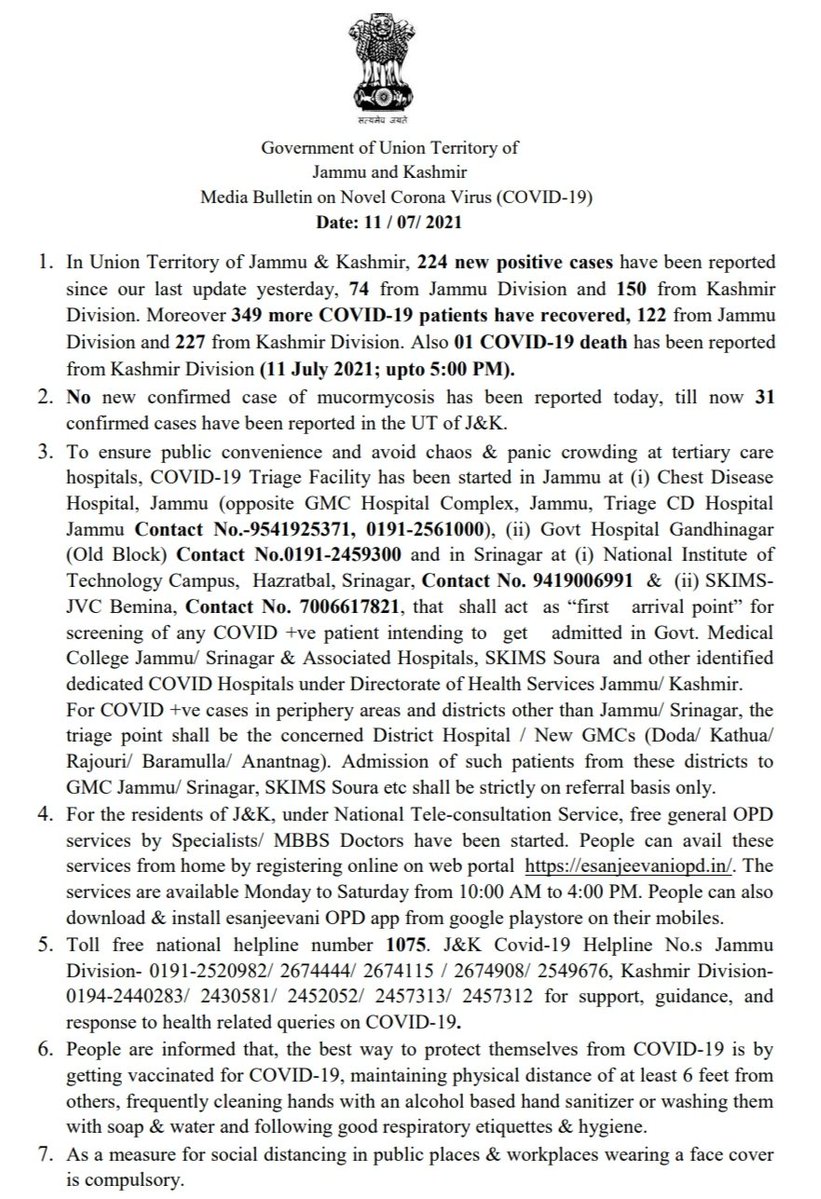 सत्यमेव जयते
Government of Union Territory of
Jammu and Kashmir
Media Bulletin on Novel Corona Virus (COVID-19)
Date: 11 / 07/ 2021
1. In Union Territory of Jammu & Kashmir, 224 new positive cases have been reported
since our last update yesterday, 74 from Jammu Division and 150 from Kashmir
Division. Moreover 349 more COVID-19 patients have recovered, 122 from Jammu
Division and 227 from Kashmir Division. Also 01 COVID-19 death has been reported
from Kashmir Division (11 July 2021; upto 5:00 PM).
2. No new confirmed case of mucormycosis has been reported today, till now 31
confirmed cases have been reported in the UT of J&K.
3. To ensure public convenience and avoid chaos & panic crowding at tertiary care
hospitals, COVID-19 Triage Facility has been started in Jammu at (i) Chest Disease
Hospital, Jammu (opposite GMC Hospital Complex, Jammu, Triage CD Hospital
Jammu Contact No.-9541925371, 0191-2561000), (ii) Govt Hospital Gandhinagar
(Old Block) Contact No.0191-2459300 and in Srinagar at (i) National Institute of
Technology Campus, Hazratbal, Srinagar, Contact No. 9419006991 & (ii) SKIMS-
JVC Bemina, Contact No. 7006617821, that shall act as “first arrival point” for
screening of any COVID +ve patient intending to get admitted in Govt. Medical
College Jammu/ Srinagar & Associated Hospitals, SKIMS Soura and other identified
dedicated COVID Hospitals under Directorate of Health Services Jammu/ Kashmir.
For COVID +ve cases in periphery areas and districts other than Jammu/ Srinagar, the
triage point shall be the concerned District Hospital / New GMCs (Doda/ Kathua/
Rajouri/ Baramulla/ Anantnag). Admission of such patients from these districts to
GMC Jammu/ Srinagar, SKIMS Soura etc shall be strictly on referral basis only.
4. For the residents of J&K, under National Tele-consultation Service, free general OPD
services by Specialists/ MBBS Doctors have been started. People can avail these
services from home by registering online on web portal https://esanjeevaniopd.in/. The
services are available Monday to Saturday from 10:00 AM to 4:00 PM. People can also
download & install esanjeevani OPD app from google playstore on their mobiles.
5. Toll free national helpline number 1075. J&K Covid-19 Helpline No.s Jammu
Division- 0191-2520982/ 2674444/ 2674115 / 2674908/ 2549676, Kashmir Division-
0194-2440283/ 2430581/ 2452052/ 2457313/ 2457312 for support, guidance, and
response to health related queries on COVID-19.
6. People are informed that, the best way to protect themselves from COVID-19 is by
getting vaccinated for COVID-19, maintaining physical distance of at least 6 feet from
others, frequently cleaning hands with an alcohol based hand sanitizer or washing them
with soap & water and following good respiratory etiquettes & hygiene.
7. As a measure for social distancing in public places & workplaces wearing a face cover
is compulsory.